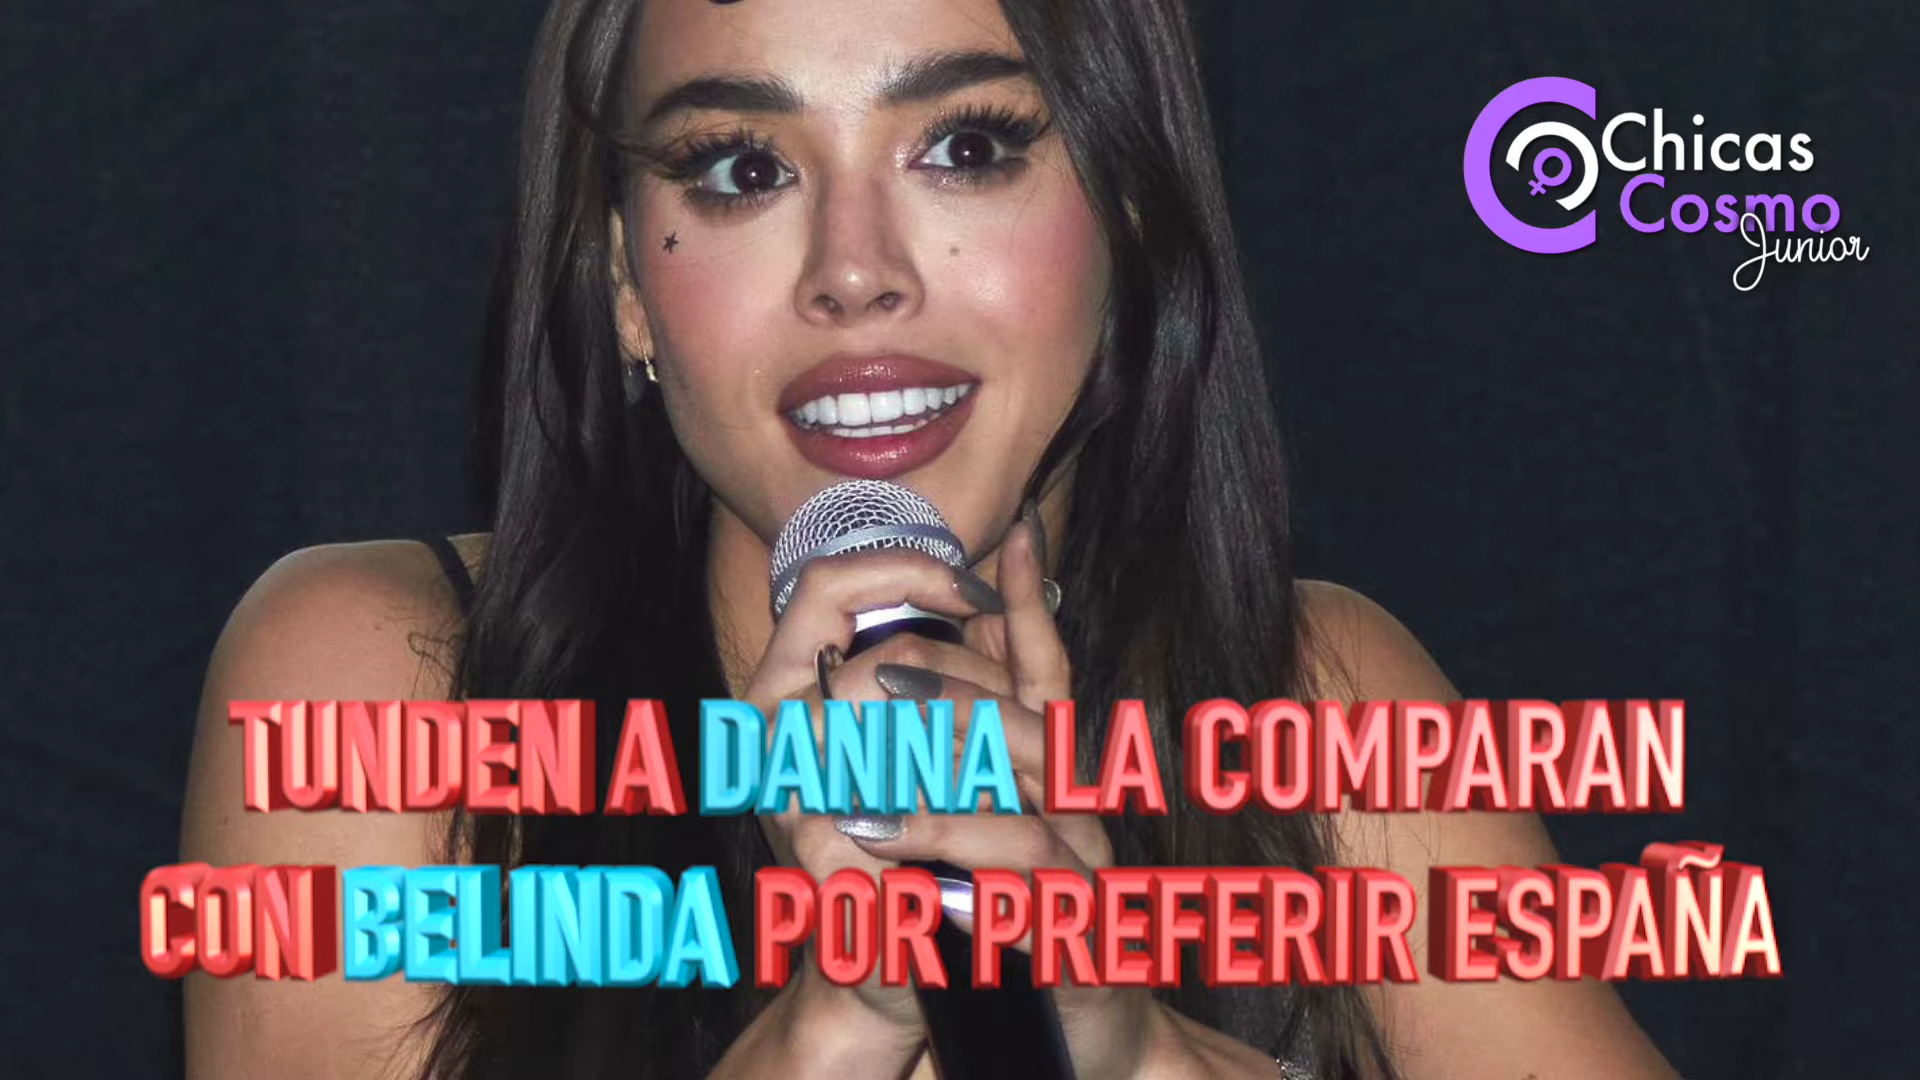 Chicas
Cosmo
Junior
TUNDEN A DANNA LA COMPARAN
CON BELINDA POR PREFERIR ESPAÑA